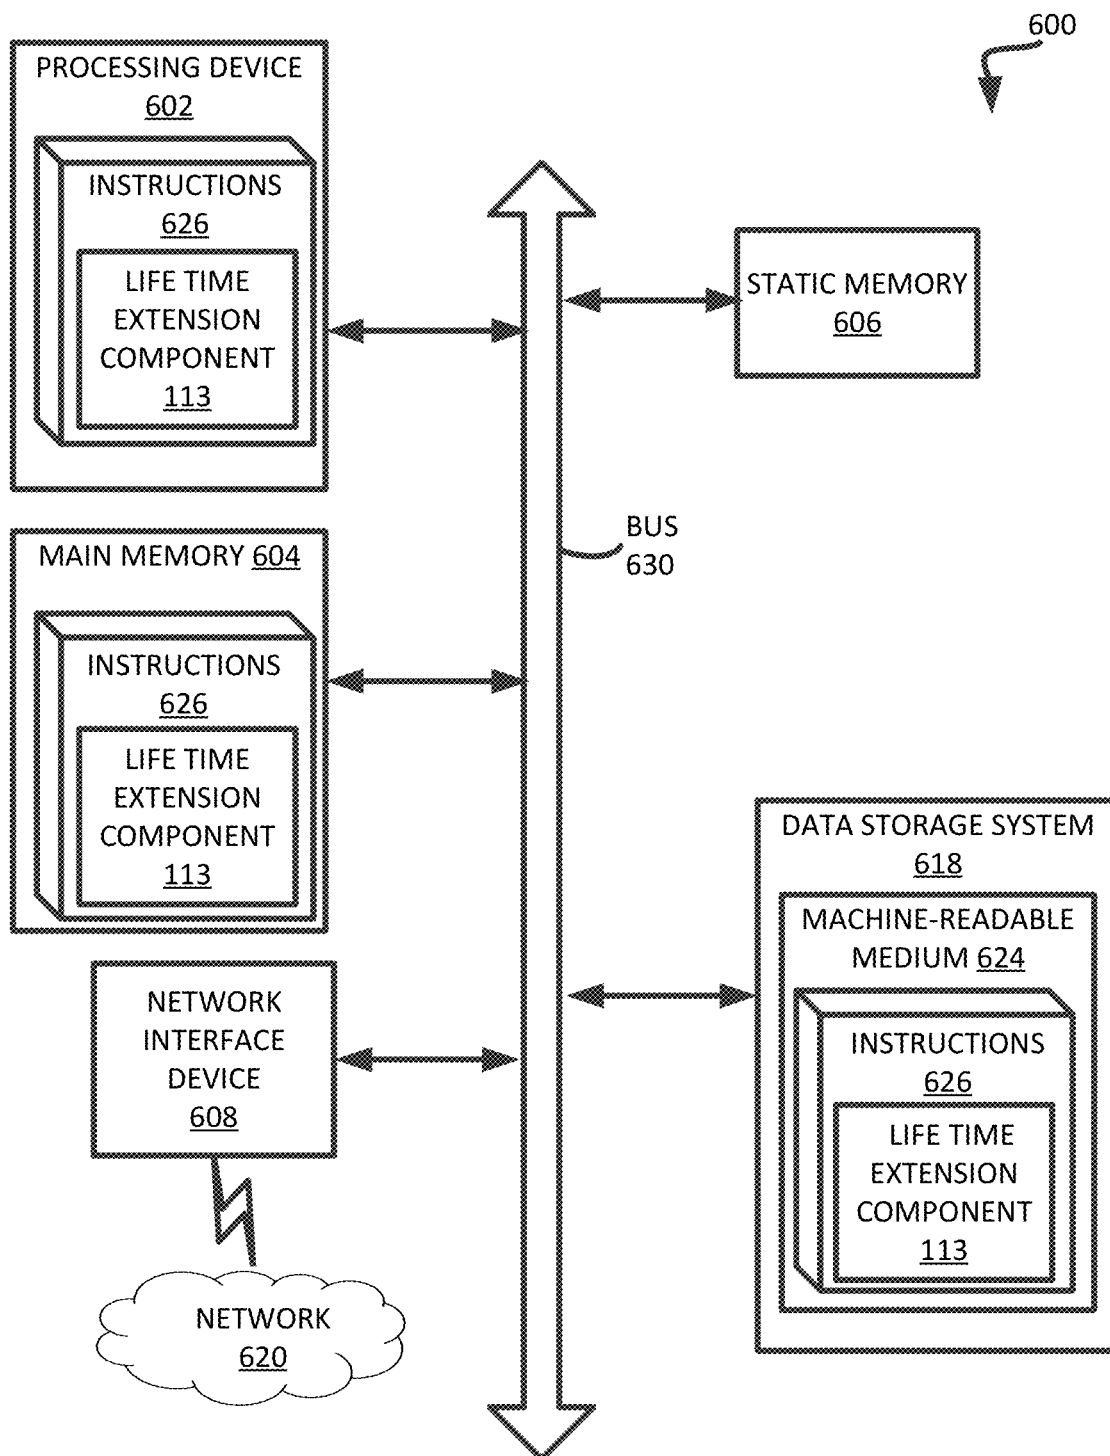 600
PROCESSING DEVICE
602
INSTRUCTIONS
626
LIFE TIME
EXTENSION
COMPONENT
113
STATIC MEMORY
606
BUS
630
MAIN MEMORY 604
INSTRUCTIONS
626
LIFE TIME
EXTENSION
COMPONENT
113
DATA STORAGE SYSTEM
618
MACHINE-READABLE
MEDIUM 624
INSTRUCTIONS
626
LIFE TIME
EXTENSION
COMPONENT
113
NETWORK
INTERFACE
DEVICE
608
NETWORK
620